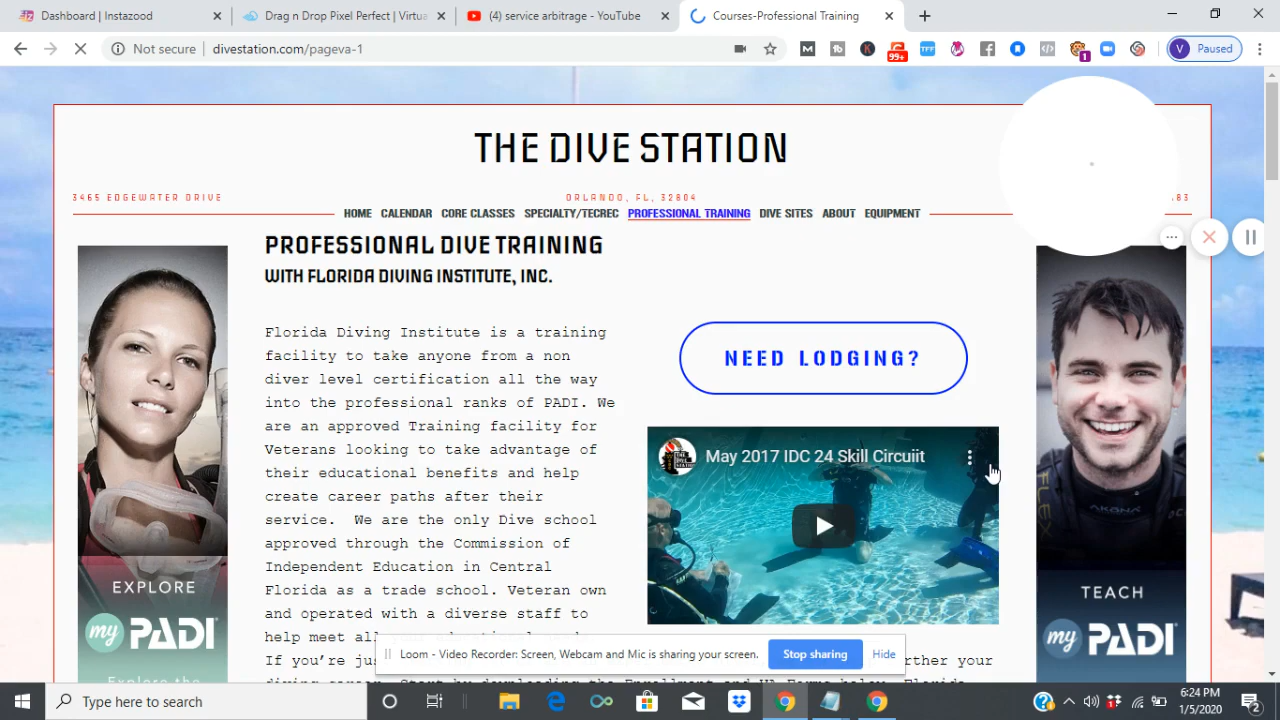 Dashboard | Instazood
Drag n Drop Pixel Perfect | Virtu
(4) service arbitrage - YouTube
Courses-Professional Training
Not secure
divestation.com/pageva-1
99+
1
V
Paused
THE DIVE STATION
3465 EDGEWATER DRIVE
ORLANDO, FL, 32804
HOME
CALENDAR
CORE CLASSES
SPECIALTY/TECREC
PROFESSIONAL TRAINING
DIVE SITES
ABOUT
EQUIPMENT
PROFESSIONAL DIVE TRAINING
WITH FLORIDA DIVING INSTITUTE, INC.
Florida Diving Institute is a training
facility to take anyone from a non
diver level certification all the way
into the professional ranks of PADI. We
are an approved Training facility for
Veterans looking to take advantage of
their educational benefits and help
create career paths after their
service. We are the only Dive school
approved through the Commission of
Independent Education in Central
Florida as a trade school. Veteran own
and operated with a diverse staff to
help meet all
If you're
NEED LODGING?
May 2017 IDC 24 Skill Circuiit
EXPLORE
my PADI
Explore the
AKONA
TEACH
my PADI
Loom - Video Recorder: Screen, Webcam and Mic is sharing your screen.
Stop sharing
Hide
Type here to search
6:24 PM
1/5/2020
2